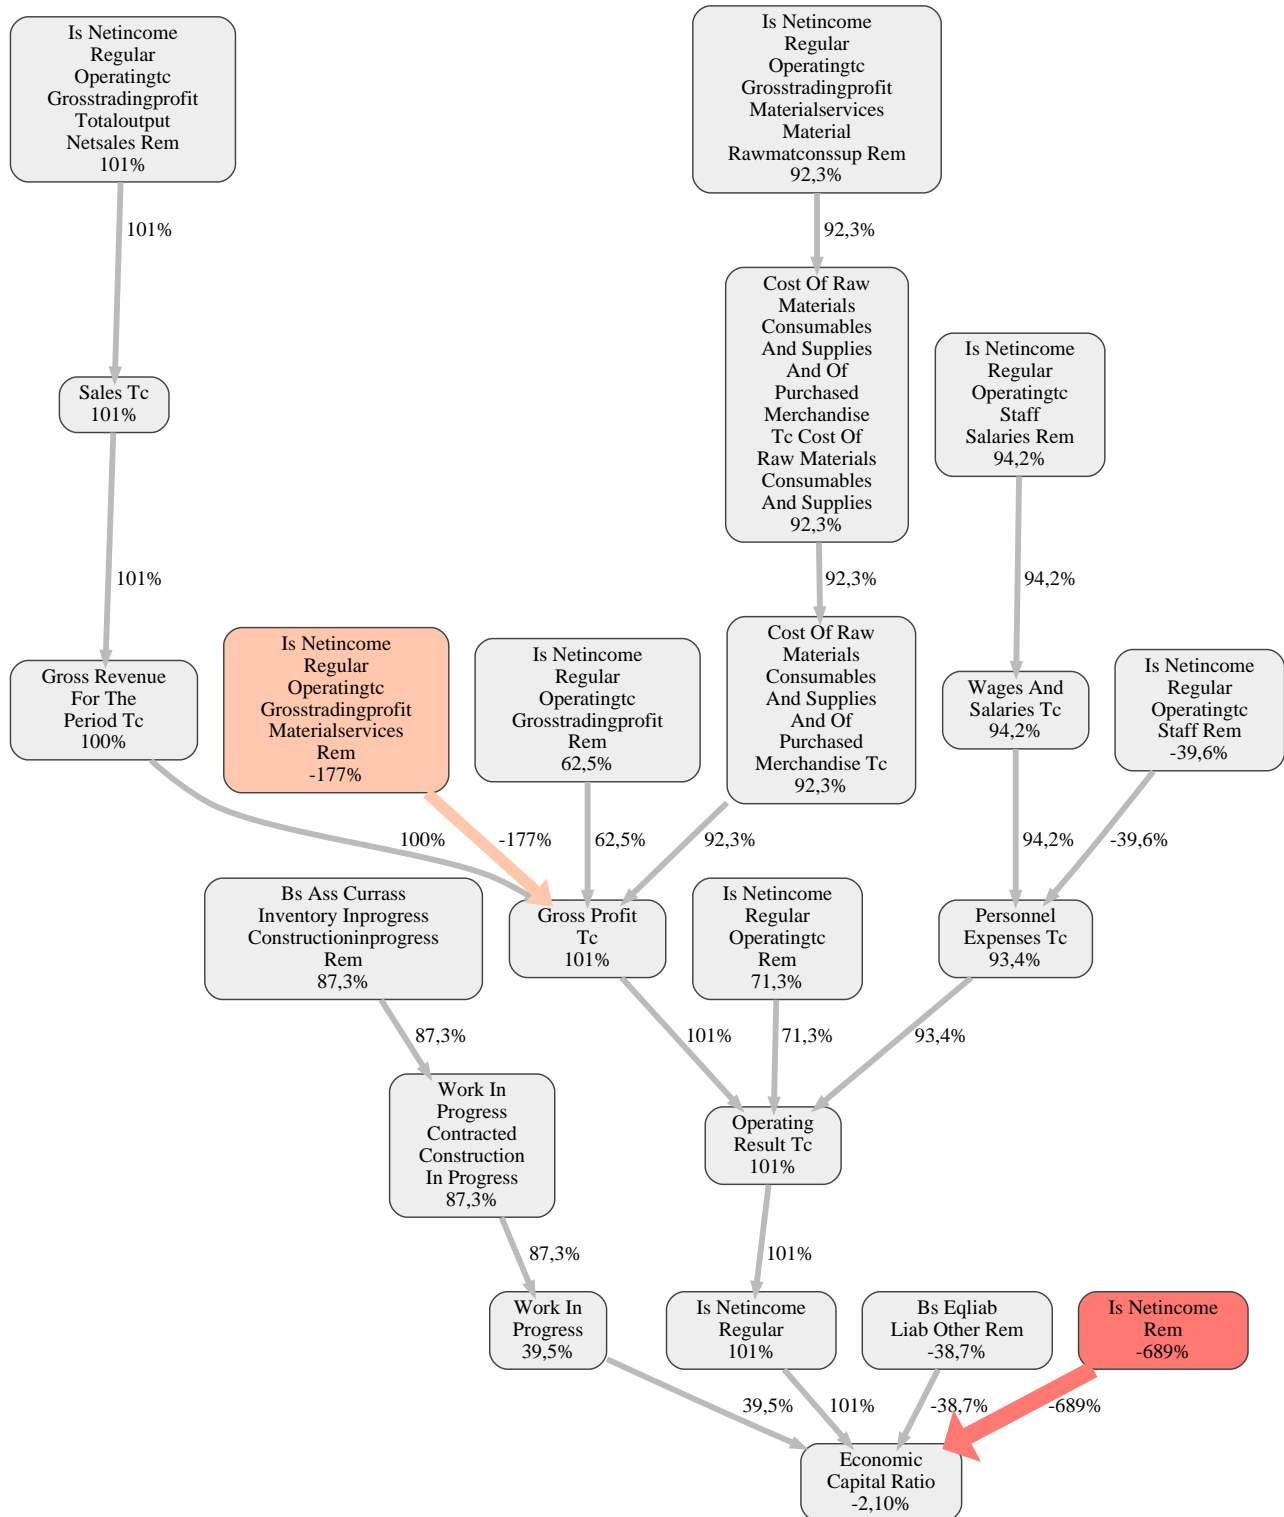 Is Netincome
Regular
Operatingtc
Grosstradingprofit
Totaloutput
Netsales Rem
101%
Is Netincome
Regular
Operatingtc
Grosstradingprofit
Materialservices
Material
Rawmatconssup Rem
92,3%
101%
92,3%
Cost Of Raw
Materials
Consumables
And Supplies
And Of
Purchased
Merchandise
Tc Cost Of
Raw Materials
Consumables
And Supplies
92,3%
Is Netincome
Regular
Operatingtc
Staff
Salaries Rem
94,2%
Sales Tc
101%
101%
92,3%
94,2%
Gross Revenue
For The
Period Tc
100%
Is Netincome
Regular
Operatingtc
Grosstradingprofit
Materialservices
Rem
-177%
Is Netincome
Regular
Operatingtc
Grosstradingprofit
Rem
62,5%
Cost Of Raw
Materials
Consumables
And Supplies
And Of
Purchased
Merchandise Tc
92,3%
Wages And
Salaries Tc
94,2%
Is Netincome
Regular
Operatingtc
Staff Rem
-39,6%
100%
-177%
62,5%
92,3%
94,2%
-39,6%
Bs Ass Currass
Inventory Inprogress
Constructioninprogress
Rem
87,3%
Gross Profit
Tc
101%
Is Netincome
Regular
Operatingtc
Rem
71,3%
Personnel
Expenses Tc
93,4%
87,3%
101%
71,3%
93,4%
Work In
Progress
Contracted
Construction
In Progress
87,3%
Operating
Result Tc
101%
87,3%
101%
Work In
Progress
39,5%
Is Netincome
Regular
101%
Bs Eqliab
Liab Other Rem
-38,7%
Is Netincome
Rem
-689%
39,5%
101%
-38,7%
-689%
Economic
Capital Ratio
-2,10%